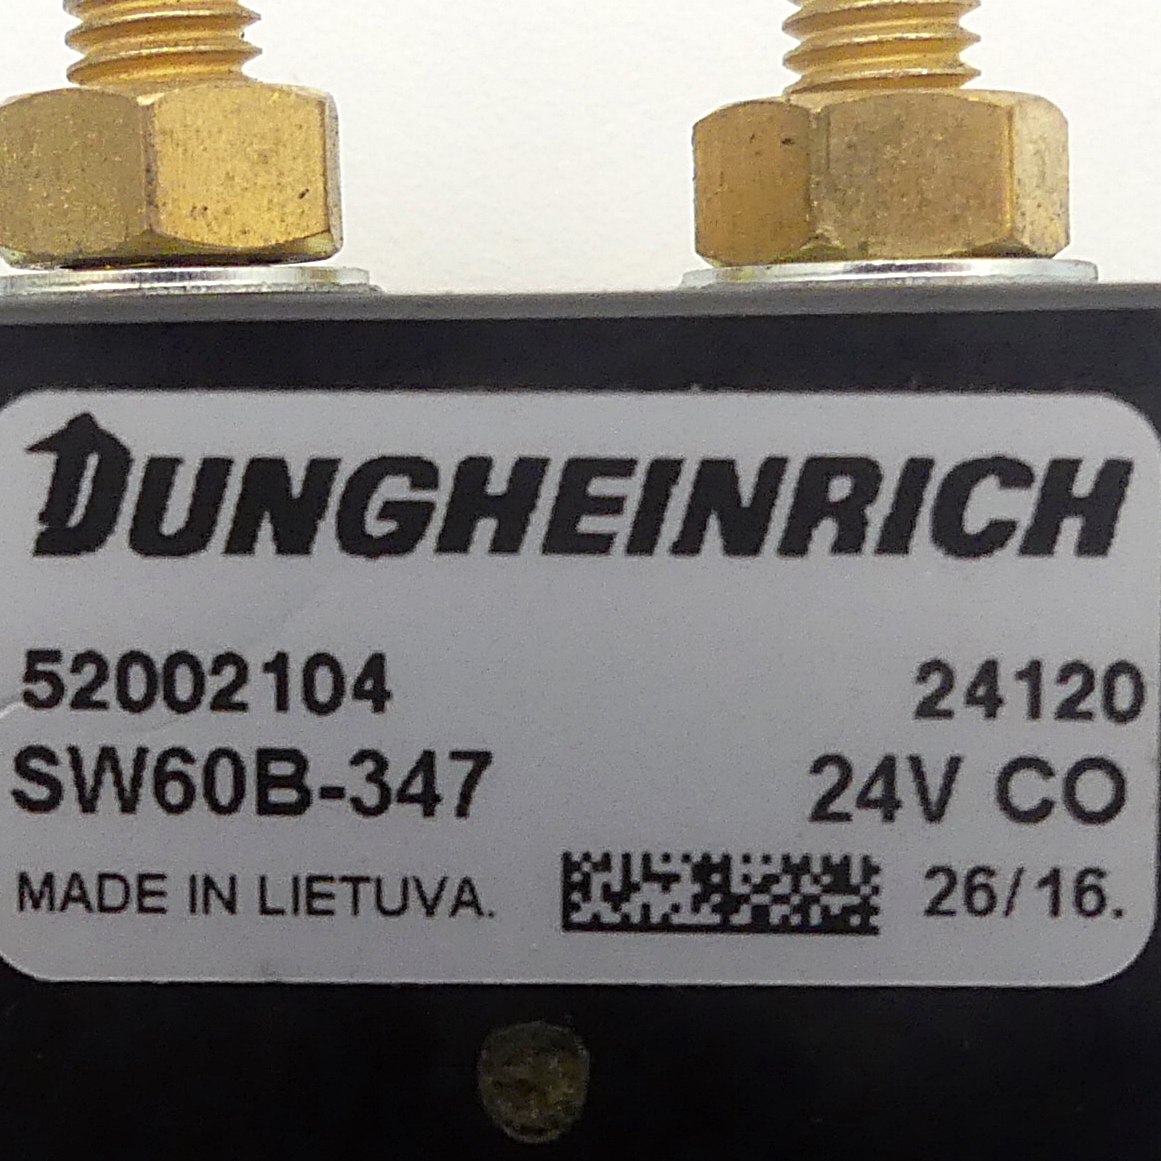 JUNGHEINRICH
52002104 24120
SW60B-347 24V CO
MADE IN LIETUVA. 26/16.